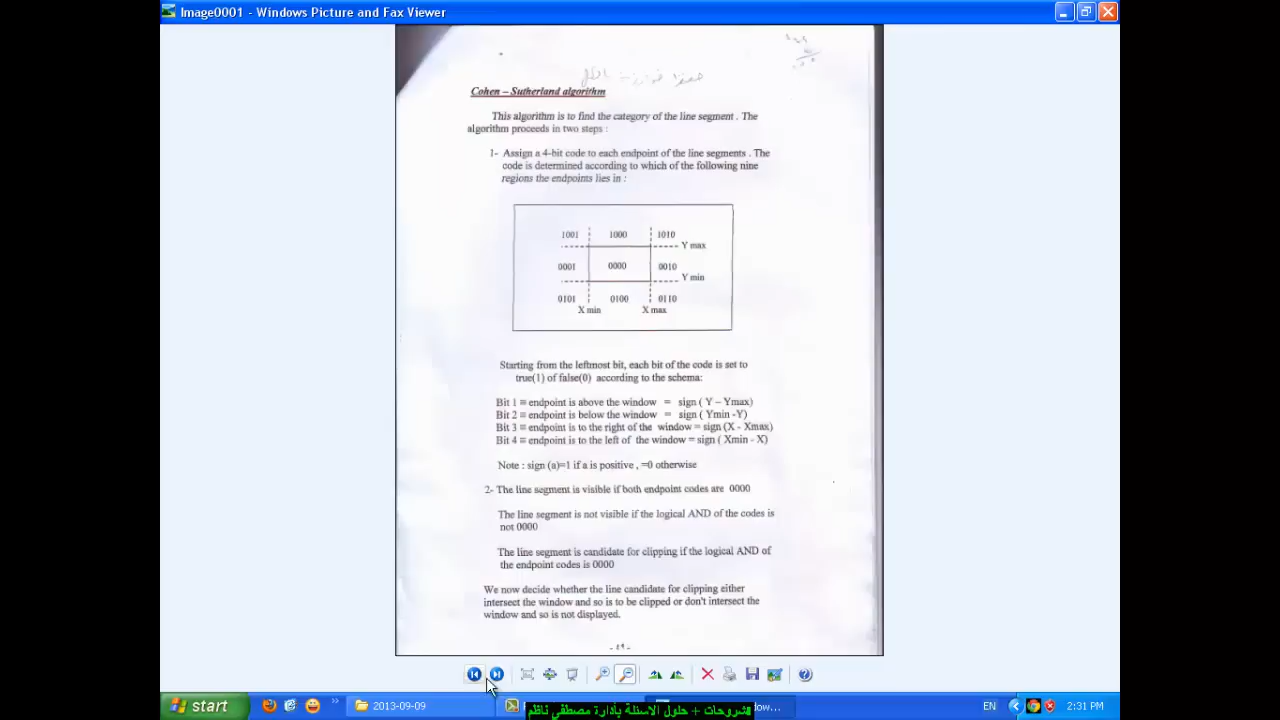 Image0001 - Windows Picture and Fax Viewer
Cohen – Sutherland algorithm
This algorithm is to find the category of the line segment . The
algorithm proceeds in two steps :
1- Assign a 4-bit code to each endpoint of the line segments . The
code is determined according to which of the following nine
regions the endpoints lies in :
1001 1000 1010
Y max
0001 0000 0010
Y min
0101 0100 0110
X min X max
Starting from the leftmost bit, each bit of the code is set to
true(1) of false(0) according to the schema:
Bit 1 ≡ endpoint is above the window = sign ( Y – Ymax)
Bit 2 ≡ endpoint is below the window = sign ( Ymin -Y)
Bit 3 ≡ endpoint is to the right of the window = sign (X - Xmax)
Bit 4 ≡ endpoint is to the left of the window = sign ( Xmin - X)
Note : sign (a)=1 if a is positive , =0 otherwise
2- The line segment is visible if both endpoint codes are 0000
The line segment is not visible if the logical AND of the codes is
not 0000
The line segment is candidate for clipping if the logical AND of
the endpoint codes is 0000
We now decide whether the line candidate for clipping either
intersect the window and so is to be clipped or don't intersect the
window and so is not displayed.
- ٤٩ -
start
2013-09-09
EN
2:31 PM
شروحات + حلول الاسئلة بأدارة مصطفى ناظم